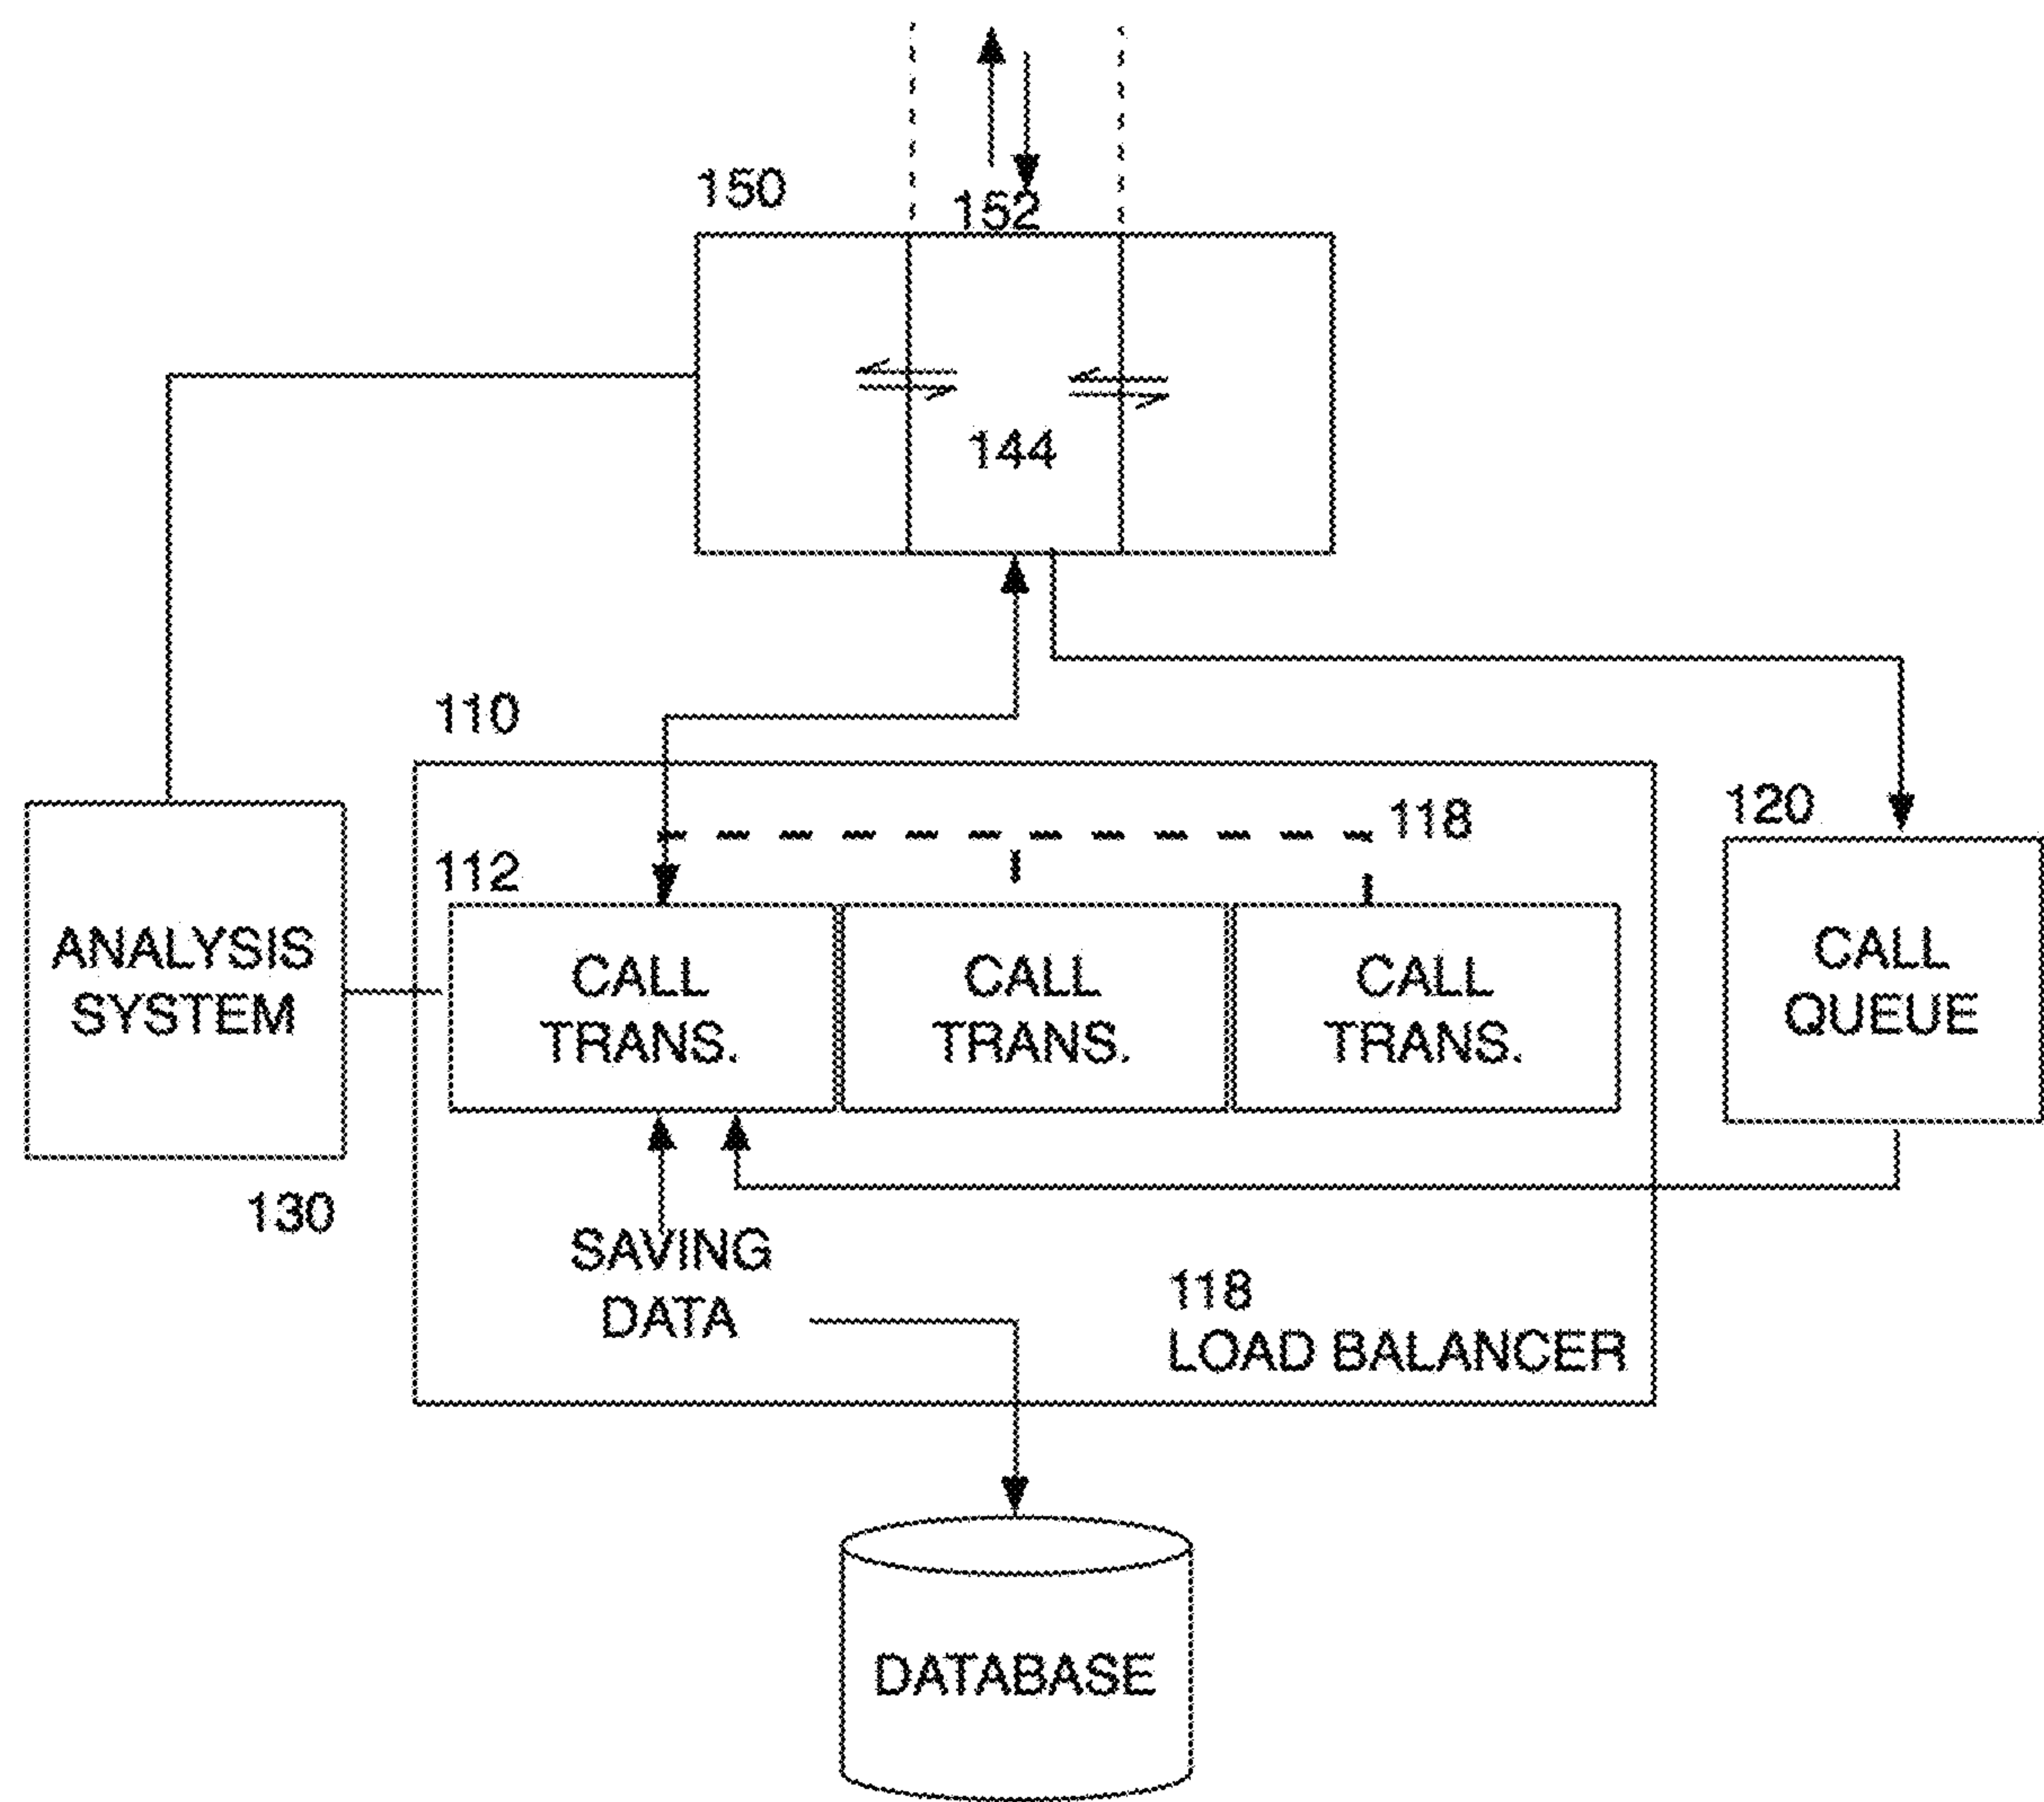 150
152
144
110
118
120
112
ANALYSIS
SYSTEM
CALL
TRANS.
CALL
TRANS.
CALL
TRANS.
CALL
QUEUE
130
SAVING
DATA
118
LOAD BALANCER
DATABASE